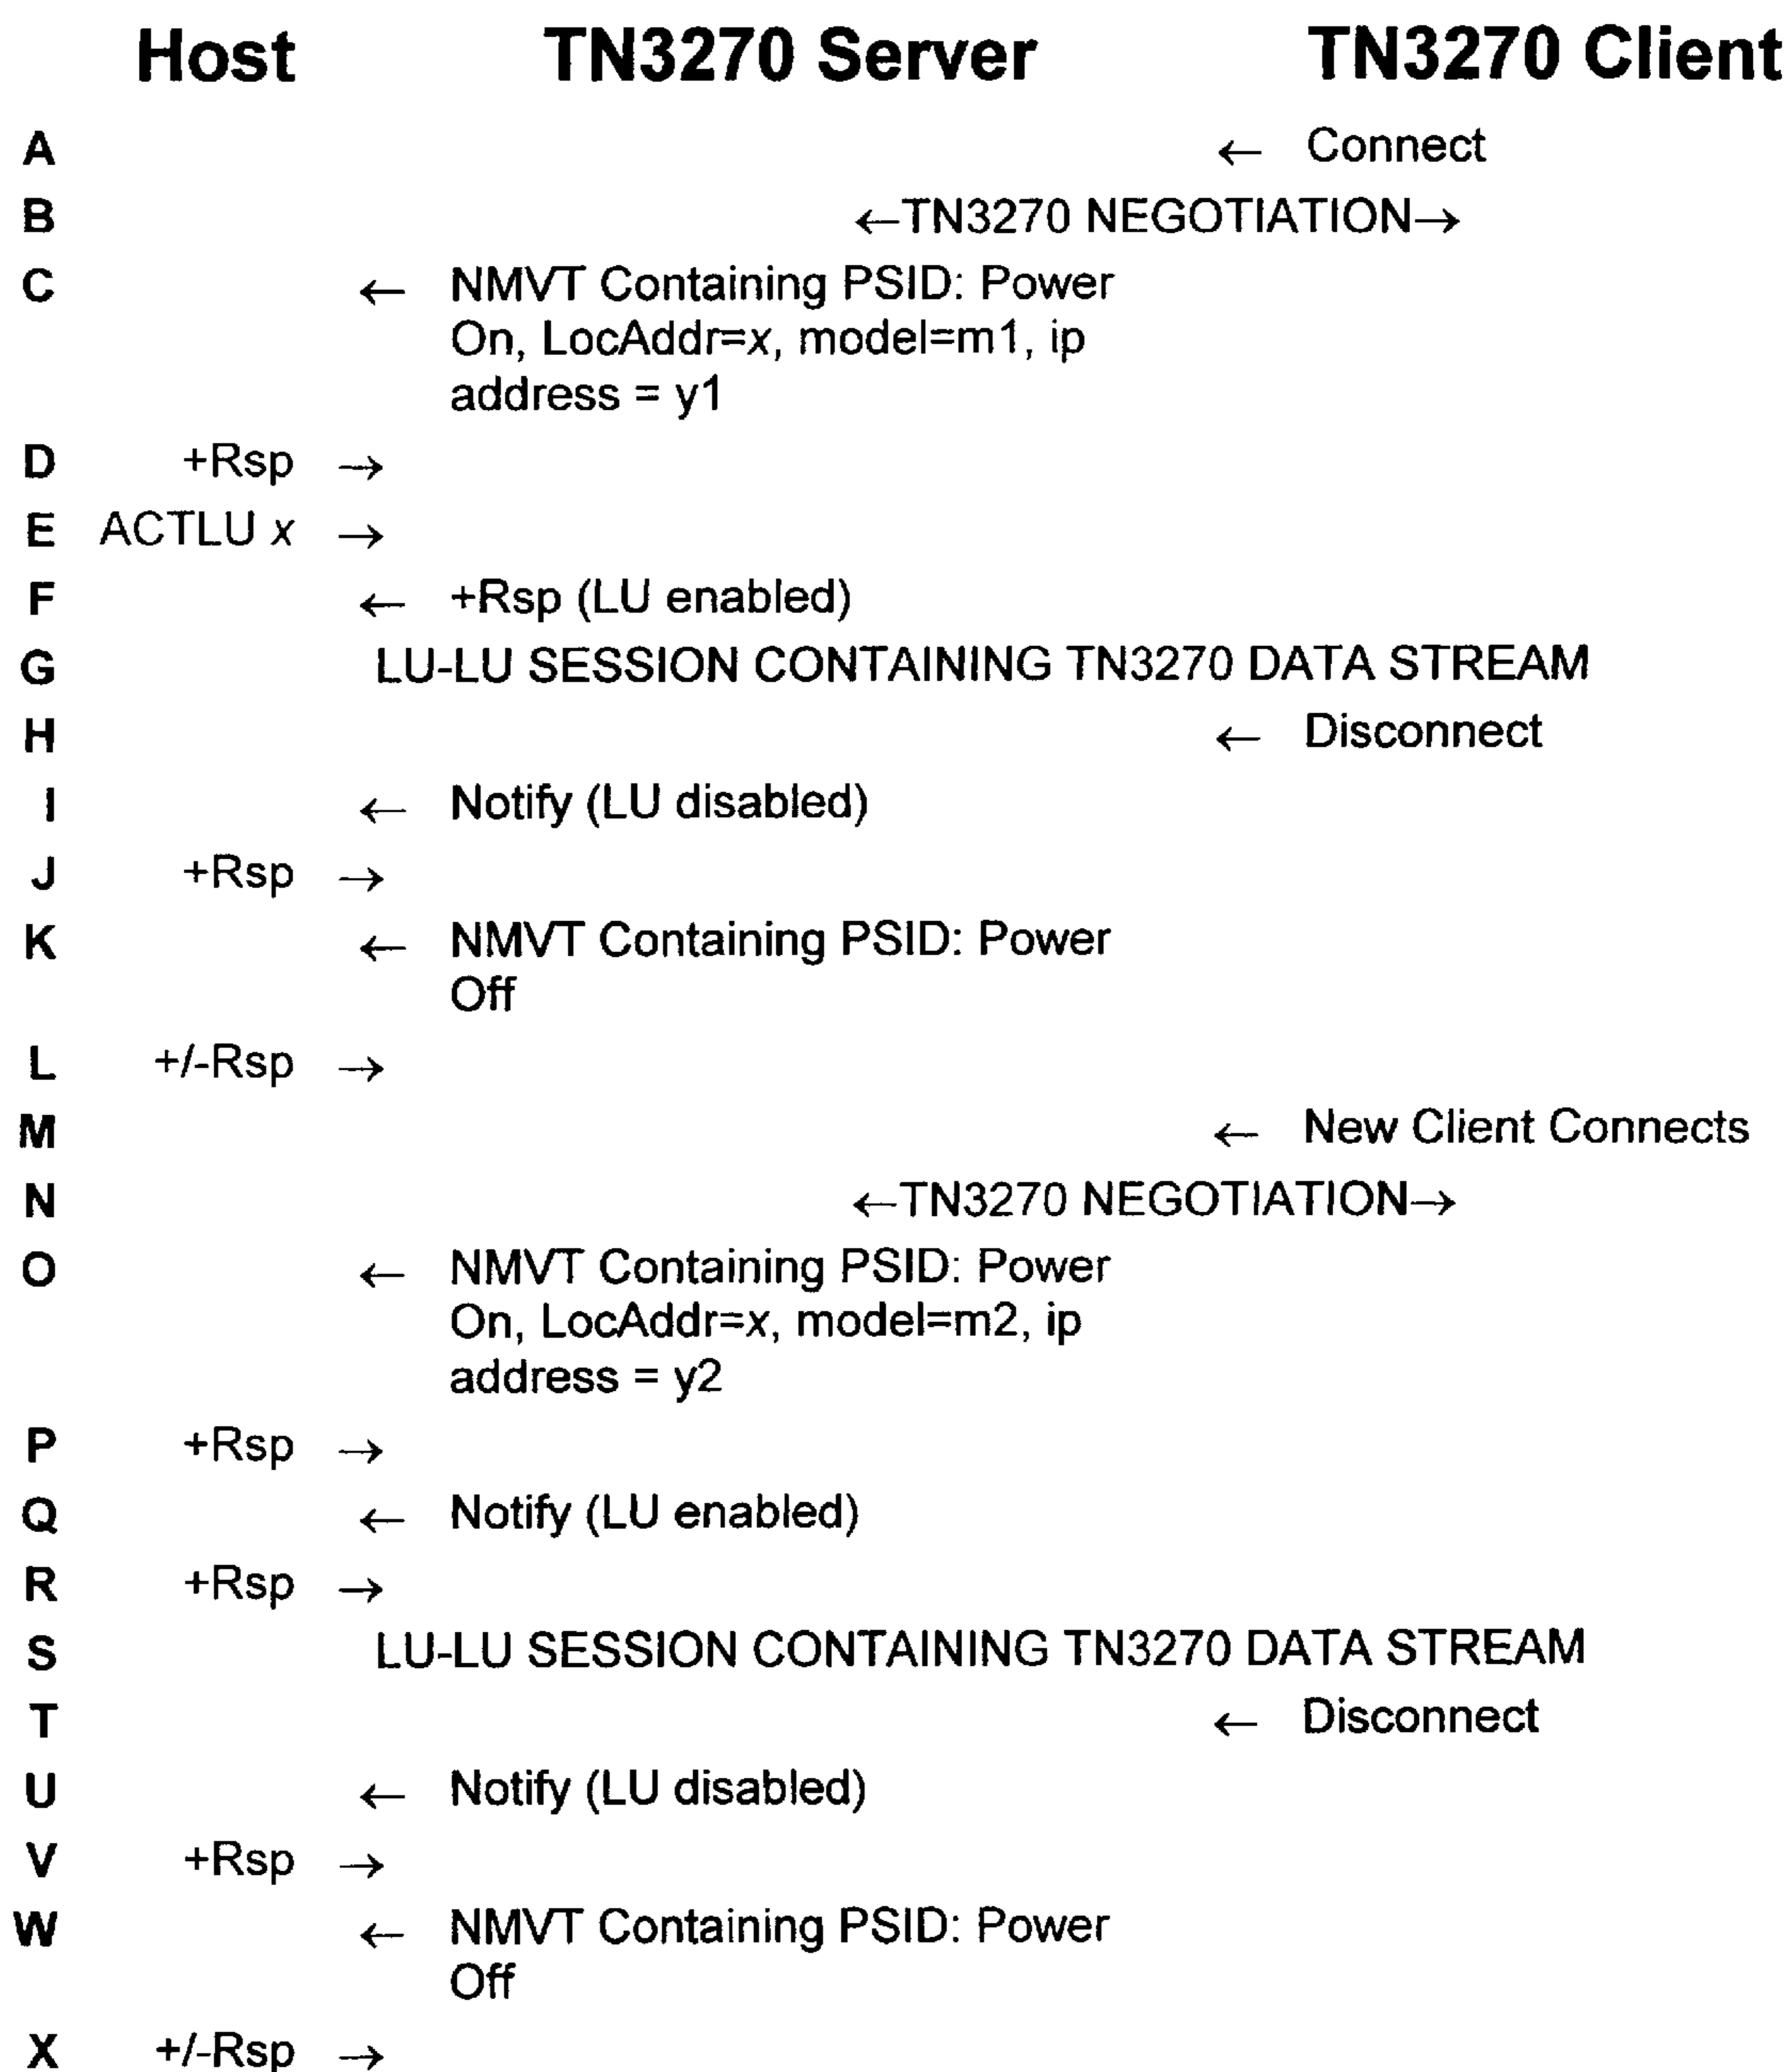 Host TN3270 Server TN3270 Client
A ← Connect
B ←TN3270 NEGOTIATION→
C ← NMVT Containing PSID: Power
On, LocAddr=x, model=m1, ip
address = y1
D +Rsp →
E ACTLU x →
F ← +Rsp (LU enabled)
G LU-LU SESSION CONTAINING TN3270 DATA STREAM
H ← Disconnect
I ← Notify (LU disabled)
J +Rsp →
K ← NMVT Containing PSID: Power
Off
L +/-Rsp →
M ← New Client Connects
N ←TN3270 NEGOTIATION→
O ← NMVT Containing PSID: Power
On, LocAddr=x, model=m2, ip
address = y2
P +Rsp →
Q ← Notify (LU enabled)
R +Rsp →
S LU-LU SESSION CONTAINING TN3270 DATA STREAM
T ← Disconnect
U ← Notify (LU disabled)
V +Rsp →
W ← NMVT Containing PSID: Power
Off
X +/-Rsp →